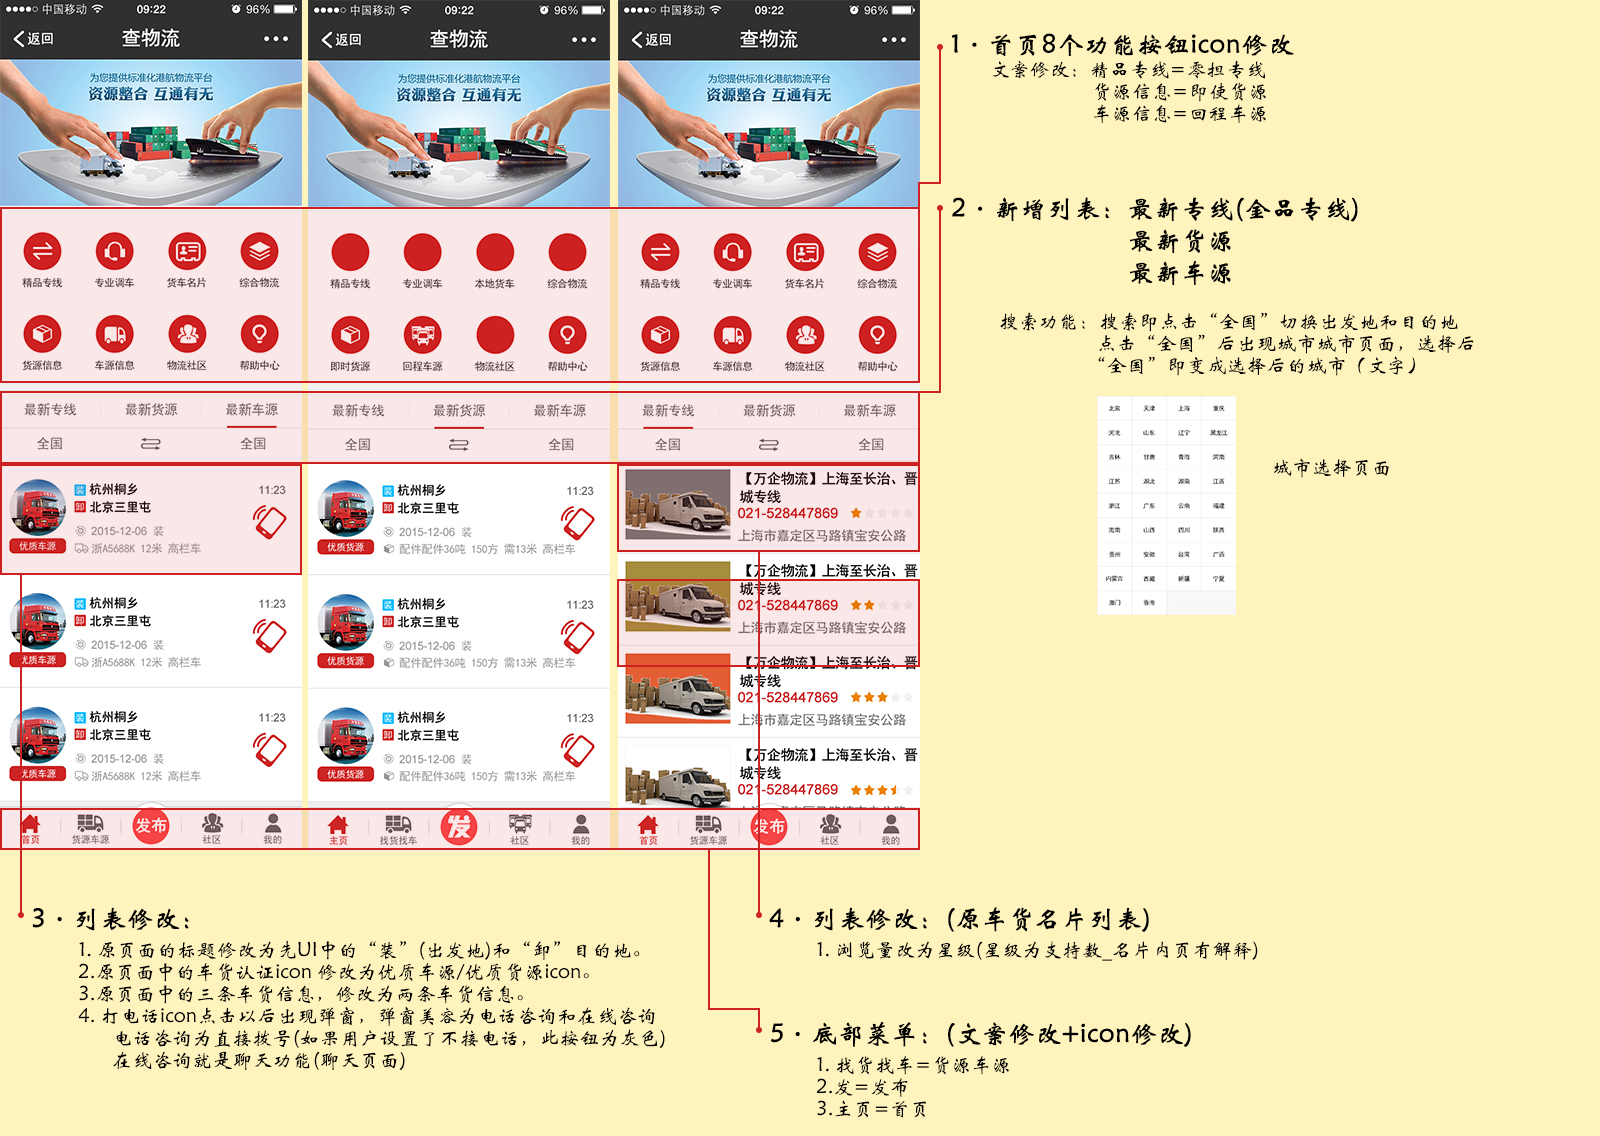 中国移动 09:22 96%
返回 查物流
为您提供标准化港航物流平台
资源整合 互通有无
精品专线 专业调车 货车名片 综合物流
货源信息 车源信息 物流社区 帮助中心
最新专线 最新货源 最新车源
全国 全国
装 杭州桐乡 11:23
卸 北京三里屯
2015-12-06 装
优质车源 浙A5688K 12米 高栏车
装 杭州桐乡 11:23
卸 北京三里屯
2015-12-06 装
优质车源 浙A5688K 12米 高栏车
装 杭州桐乡 11:23
卸 北京三里屯
2015-12-06 装
优质车源 浙A5688K 12米 高栏车
首页 货源车源 发布 社区 我的
中国移动 09:22 96%
返回 查物流
为您提供标准化港航物流平台
资源整合 互通有无
精品专线 专业调车 本地货车 综合物流
即时货源 回程车源 物流社区 帮助中心
最新专线 最新货源 最新车源
全国 全国
装 杭州桐乡 11:23
卸 北京三里屯
2015-12-06 装
优质货源 配件配件36吨 150方 需13米 高栏车
装 杭州桐乡 11:23
卸 北京三里屯
2015-12-06 装
优质货源 配件配件36吨 150方 需13米 高栏车
装 杭州桐乡 11:23
卸 北京三里屯
2015-12-06 装
优质货源 配件配件36吨 150方 需13米 高栏车
主页 找货找车 发 社区 我的
中国移动 09:22 96%
返回 查物流
为您提供标准化港航物流平台
资源整合 互通有无
精品专线 专业调车 货车名片 综合物流
货源信息 车源信息 物流社区 帮助中心
最新专线 最新货源 最新车源
全国 全国
【万企物流】上海至长治、晋
城专线
021-528447869
上海市嘉定区马路镇宝安公路
【万企物流】上海至长治、晋
城专线
021-528447869
上海市嘉定区马路镇宝安公路
【万企物流】上海至长治、晋
城专线
021-528447869
上海市嘉定区马路镇宝安公路
【万企物流】上海至长治、晋
城专线
021-528447869
首页 货源车源 发布 社区 我的
1· 首页8个功能按钮icon修改
文案修改：精品专线=零担专线
货源信息=即使货源
车源信息=回程车源
2· 新增列表：最新专线(金品专线)
最新货源
最新车源
搜索功能：搜索即点击“全国”切换出发地和目的地
点击“全国”后出现城市城市页面，选择后
“全国”即变成选择后的城市（文字）
北京 天津 上海 重庆
河北 山东 辽宁 黑龙江
吉林 甘肃 青海 河南
江苏 湖北 湖南 江西
浙江 广东 云南 福建
海南 山西 四川 陕西
贵州 安徽 台湾 广西
内蒙古 西藏 新疆 宁夏
澳门 香港
城市选择页面
3· 列表修改：
1. 原页面的标题修改为先UI中的“装”(出发地)和“卸”目的地。
2.原页面中的车货认证icon 修改为优质车源/优质货源icon。
3.原页面中的三条车货信息，修改为两条车货信息。
4. 打电话icon点击以后出现弹窗，弹窗美容为电话咨询和在线咨询
电话咨询为直接拨号(如果用户设置了不接电话，此按钮为灰色)
在线咨询就是聊天功能(聊天页面)
4· 列表修改：(原车货名片列表)
1. 浏览量改为星级(星级为支持数_名片内页有解释)
5· 底部菜单：(文案修改+icon修改)
1. 找货找车=货源车源
2.发=发布
3.主页=首页